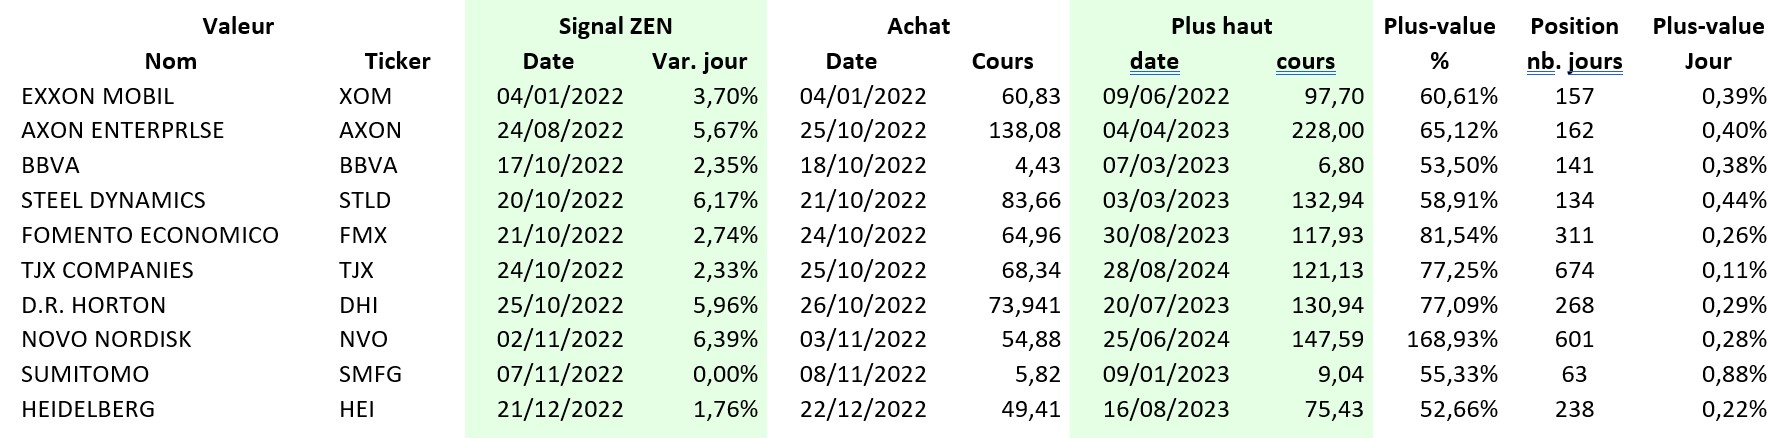 Valeur Signal ZEN Achat Plus haut Plus-value Position Plus-value
Nom Ticker Date Var. jour Date Cours date cours % nb. jours Jour
EXXON MOBIL XOM 04/01/2022 3,70% 04/01/2022 60,83 09/06/2022 97,70 60,61% 157 0,39%
AXON ENTERPRLSE AXON 24/08/2022 5,67% 25/10/2022 138,08 04/04/2023 228,00 65,12% 162 0,40%
BBVA BBVA 17/10/2022 2,35% 18/10/2022 4,43 07/03/2023 6,80 53,50% 141 0,38%
STEEL DYNAMICS STLD 20/10/2022 6,17% 21/10/2022 83,66 03/03/2023 132,94 58,91% 134 0,44%
FOMENTO ECONOMICO FMX 21/10/2022 2,74% 24/10/2022 64,96 30/08/2023 117,93 81,54% 311 0,26%
TJX COMPANIES TJX 24/10/2022 2,33% 25/10/2022 68,34 28/08/2024 121,13 77,25% 674 0,11%
D.R. HORTON DHI 25/10/2022 5,96% 26/10/2022 73,941 20/07/2023 130,94 77,09% 268 0,29%
NOVO NORDISK NVO 02/11/2022 6,39% 03/11/2022 54,88 25/06/2024 147,59 168,93% 601 0,28%
SUMITOMO SMFG 07/11/2022 0,00% 08/11/2022 5,82 09/01/2023 9,04 55,33% 63 0,88%
HEIDELBERG HEI 21/12/2022 1,76% 22/12/2022 49,41 16/08/2023 75,43 52,66% 238 0,22%